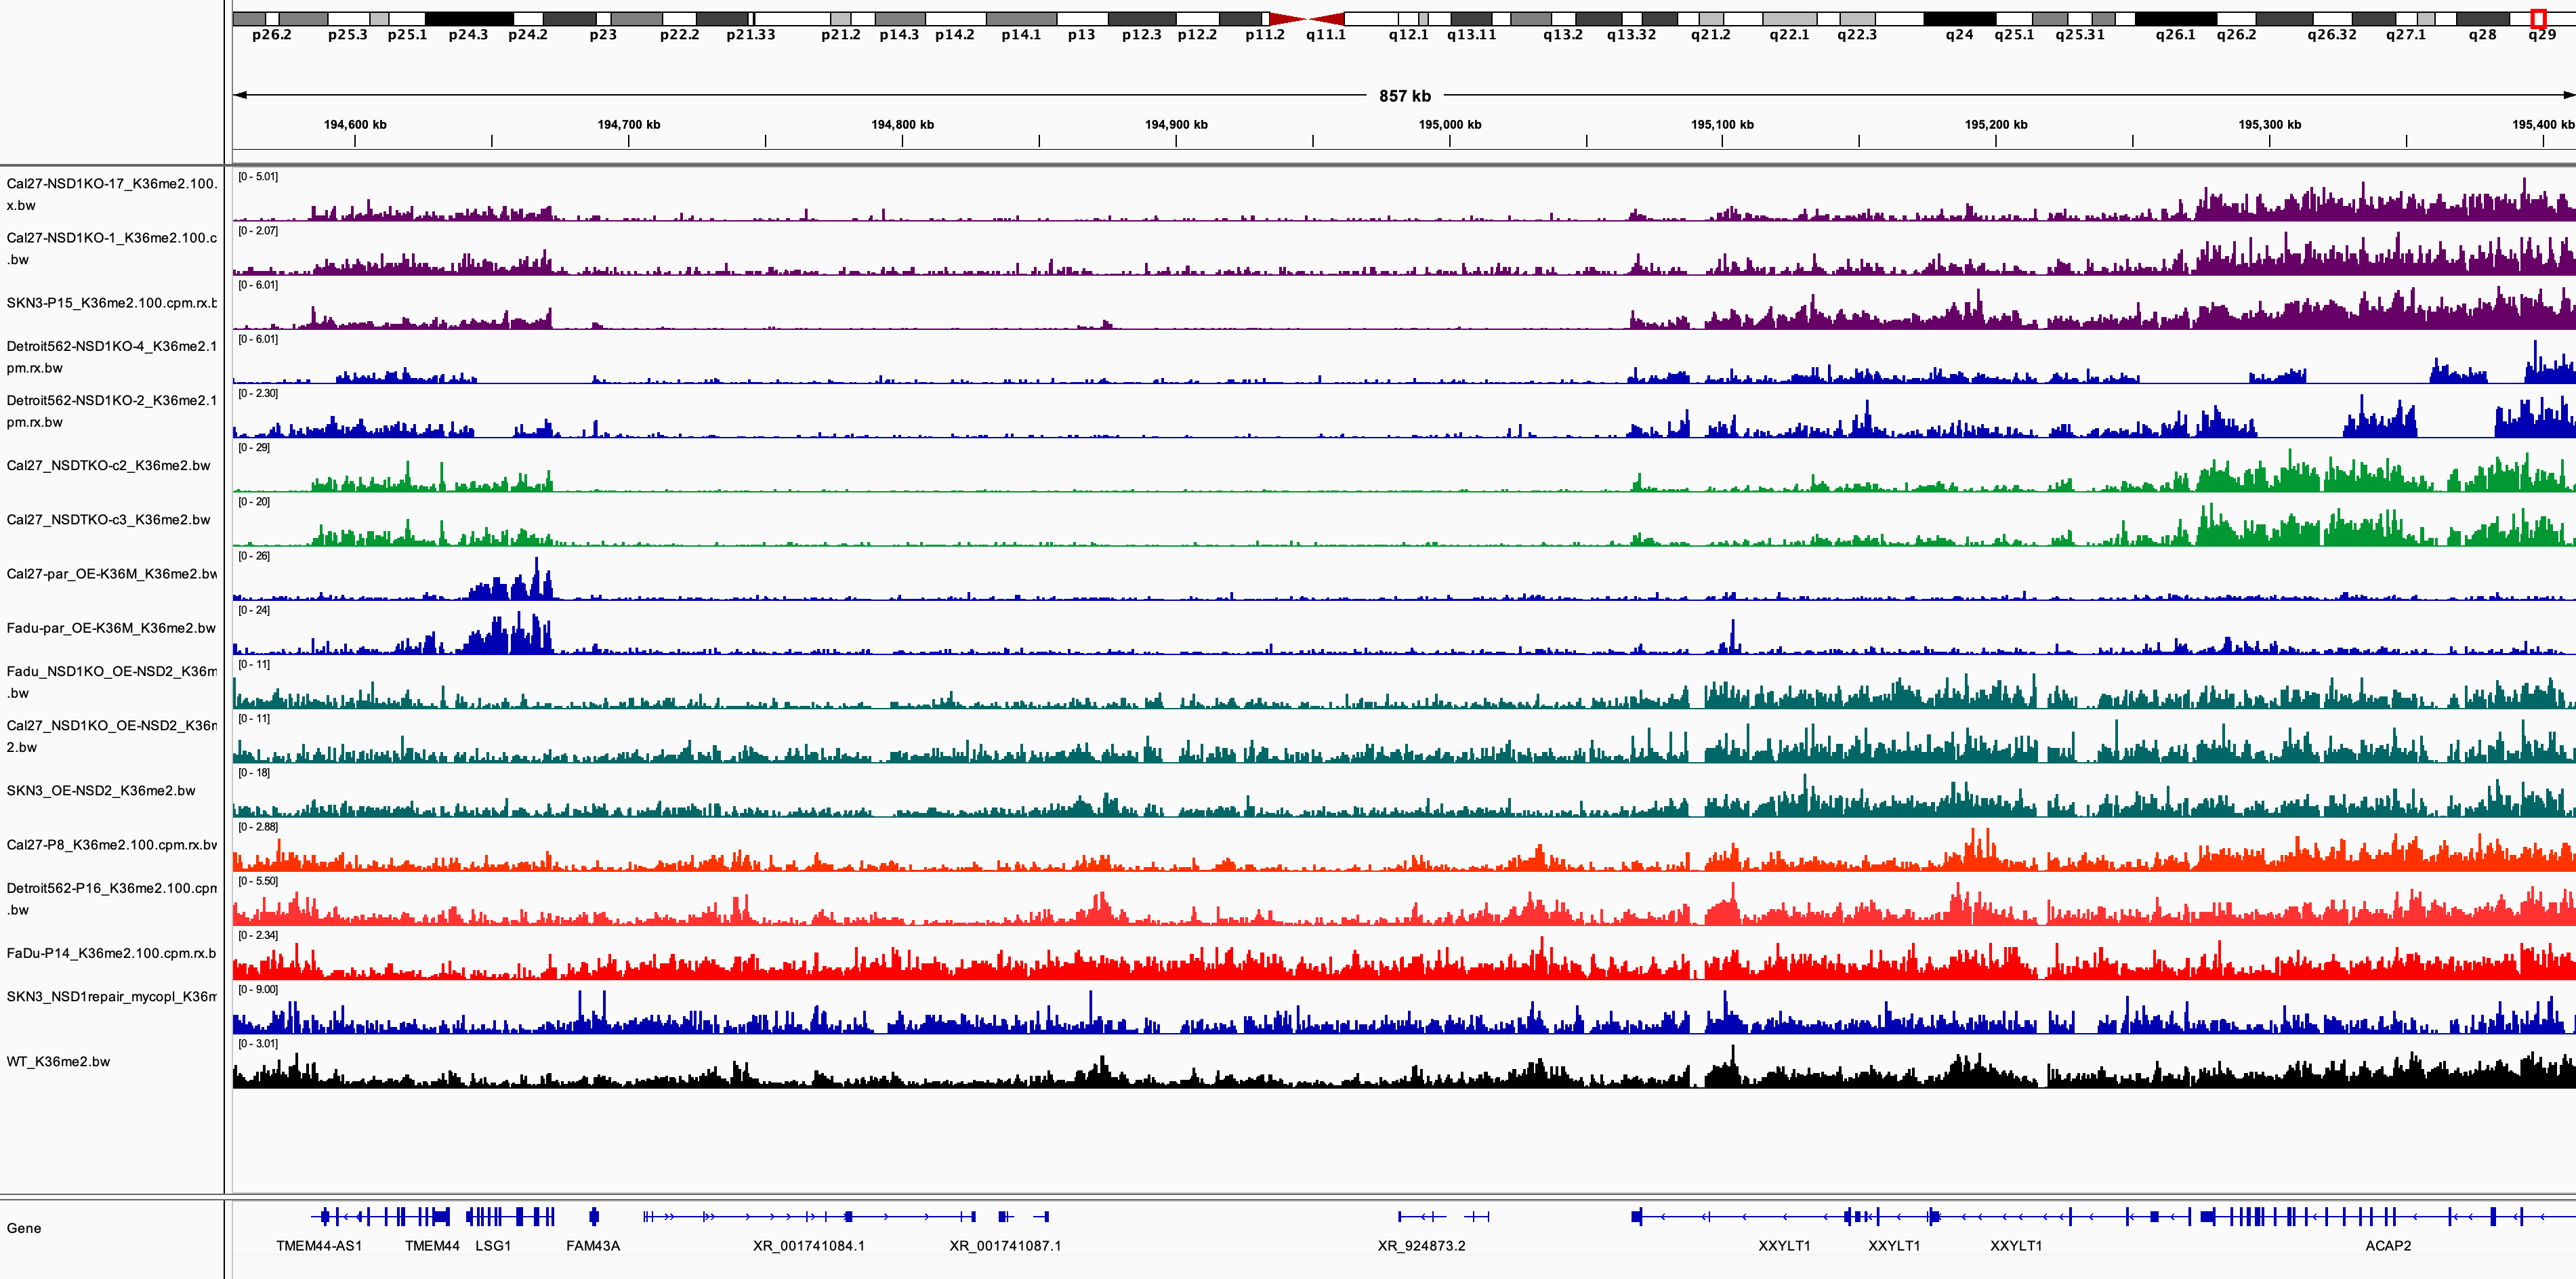 p26.2 p25.3 p25.1 p24.3 p24.2 p23 p22.2 p21.33 p21.2 p14.3 p14.2 p14.1 p13 p12.3 p12.2 p11.2 q11.1 q12.1 q13.11 q13.2 q13.32 q21.2 q22.1 q22.3 q24 q25.1 q25.31 q26.1 q26.2 q26.32 q27.1 q28 q29
857 kb
194,600 kb 194,700 kb 194,800 kb 194,900 kb 195,000 kb 195,100 kb 195,200 kb 195,300 kb 195,400 kb
[0 - 5.01]
Cal27-NSD1KO-17_K36me2.100.
x.bw
[0 - 2.07]
Cal27-NSD1KO-1_K36me2.100.c
.bw
[0 - 6.01]
SKN3-P15_K36me2.100.cpm.rx.b
[0 - 6.01]
Detroit562-NSD1KO-4_K36me2.1
pm.rx.bw
[0 - 2.30]
Detroit562-NSD1KO-2_K36me2.1
pm.rx.bw
[0 - 29]
Cal27_NSDTKO-c2_K36me2.bw
[0 - 20]
Cal27_NSDTKO-c3_K36me2.bw
[0 - 26]
Cal27-par_OE-K36M_K36me2.bw
[0 - 24]
Fadu-par_OE-K36M_K36me2.bw
[0 - 11]
Fadu_NSD1KO_OE-NSD2_K36m
.bw
[0 - 11]
Cal27_NSD1KO_OE-NSD2_K36m
2.bw
[0 - 18]
SKN3_OE-NSD2_K36me2.bw
[0 - 2.88]
Cal27-P8_K36me2.100.cpm.rx.bw
[0 - 5.50]
Detroit562-P16_K36me2.100.cpm
.bw
[0 - 2.34]
FaDu-P14_K36me2.100.cpm.rx.b
[0 - 9.00]
SKN3_NSD1repair_mycopl_K36m
[0 - 3.01]
WT_K36me2.bw
Gene
TMEM44-AS1 TMEM44 LSG1 FAM43A XR_001741084.1 XR_001741087.1 XR_924873.2 XXYLT1 XXYLT1 XXYLT1 ACAP2